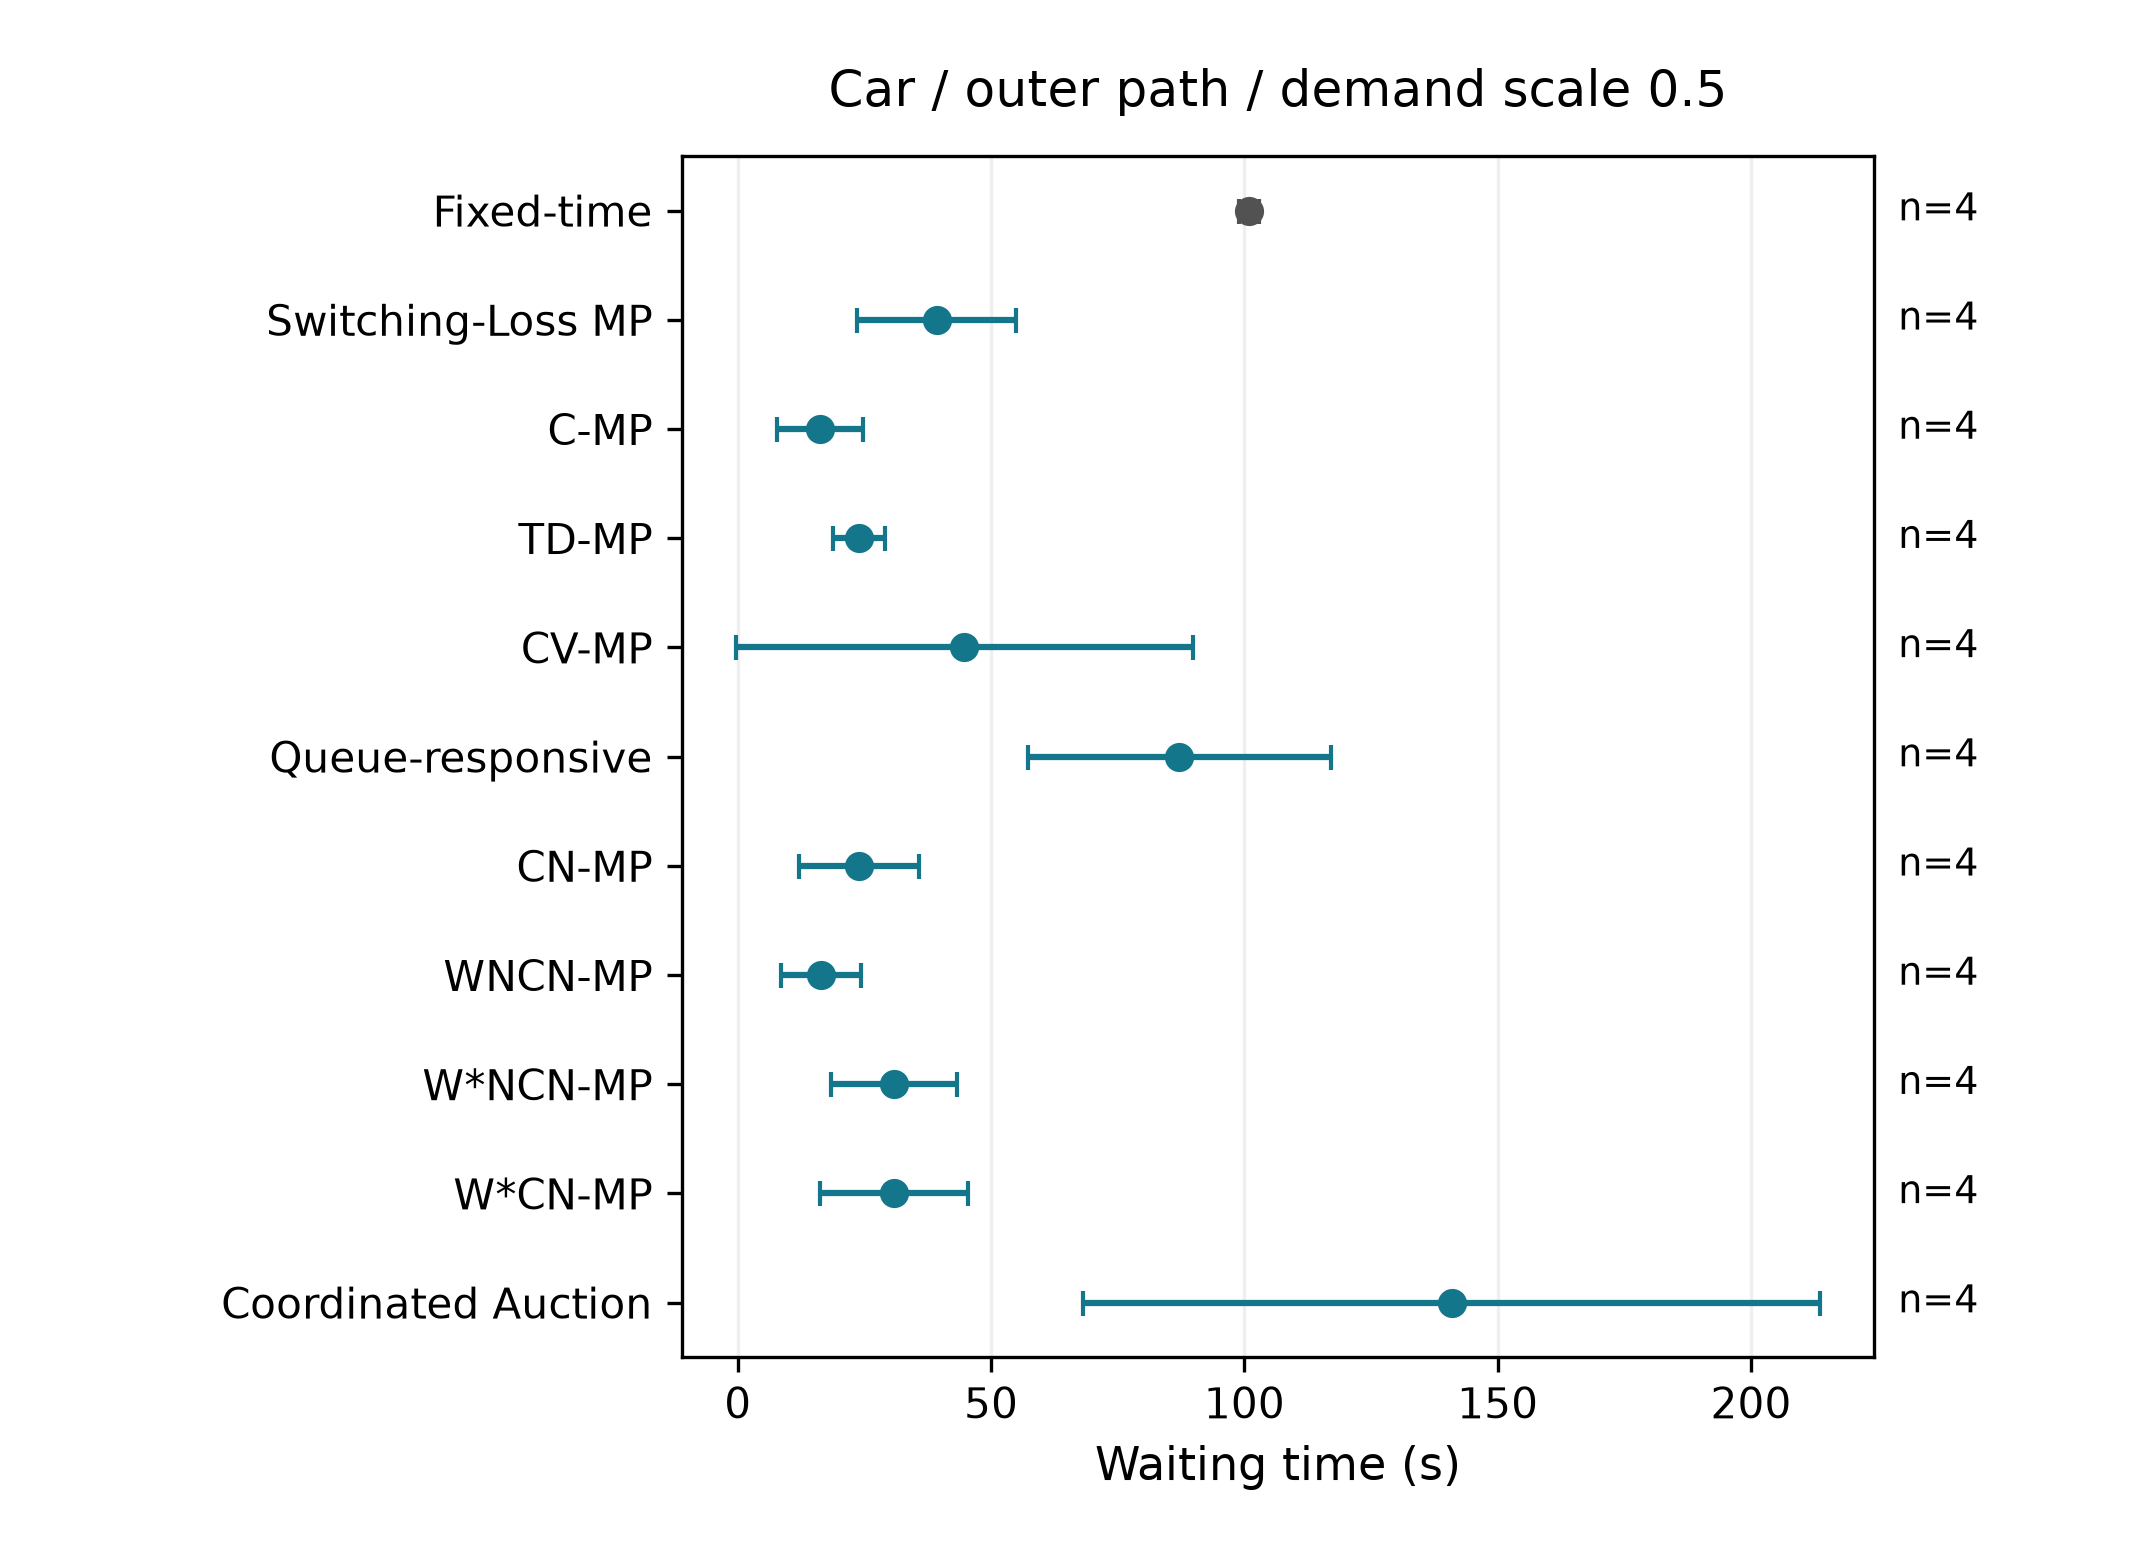 Car / outer path / demand scale 0.5
Fixed-time n=4
Switching-Loss MP n=4
C-MP n=4
TD-MP n=4
CV-MP n=4
Queue-responsive n=4
CN-MP n=4
WNCN-MP n=4
W*NCN-MP n=4
W*CN-MP n=4
Coordinated Auction n=4
0 50 100 150 200
Waiting time (s)